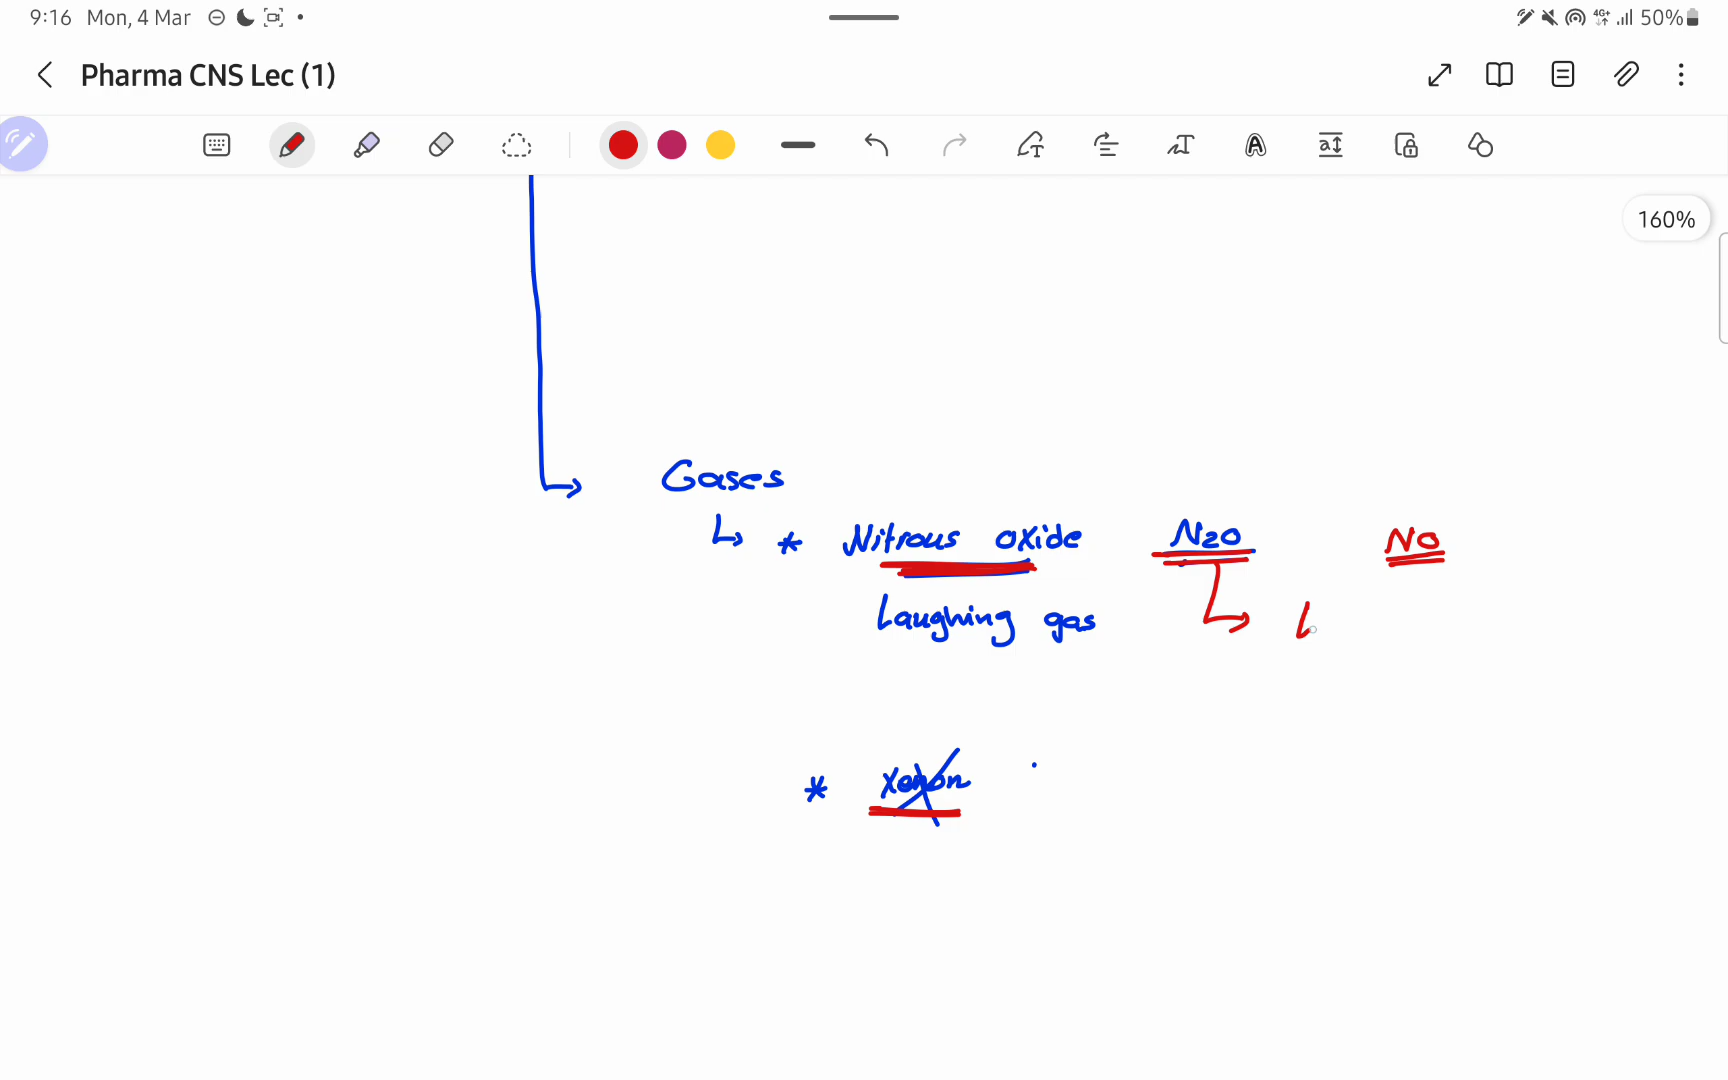 9:16 Mon, 4 Mar 4G+ 50%
Pharma CNS Lec (1)
160%
Gases
* Nitrous oxide N2O NO
Laughing gas L
* Xenon